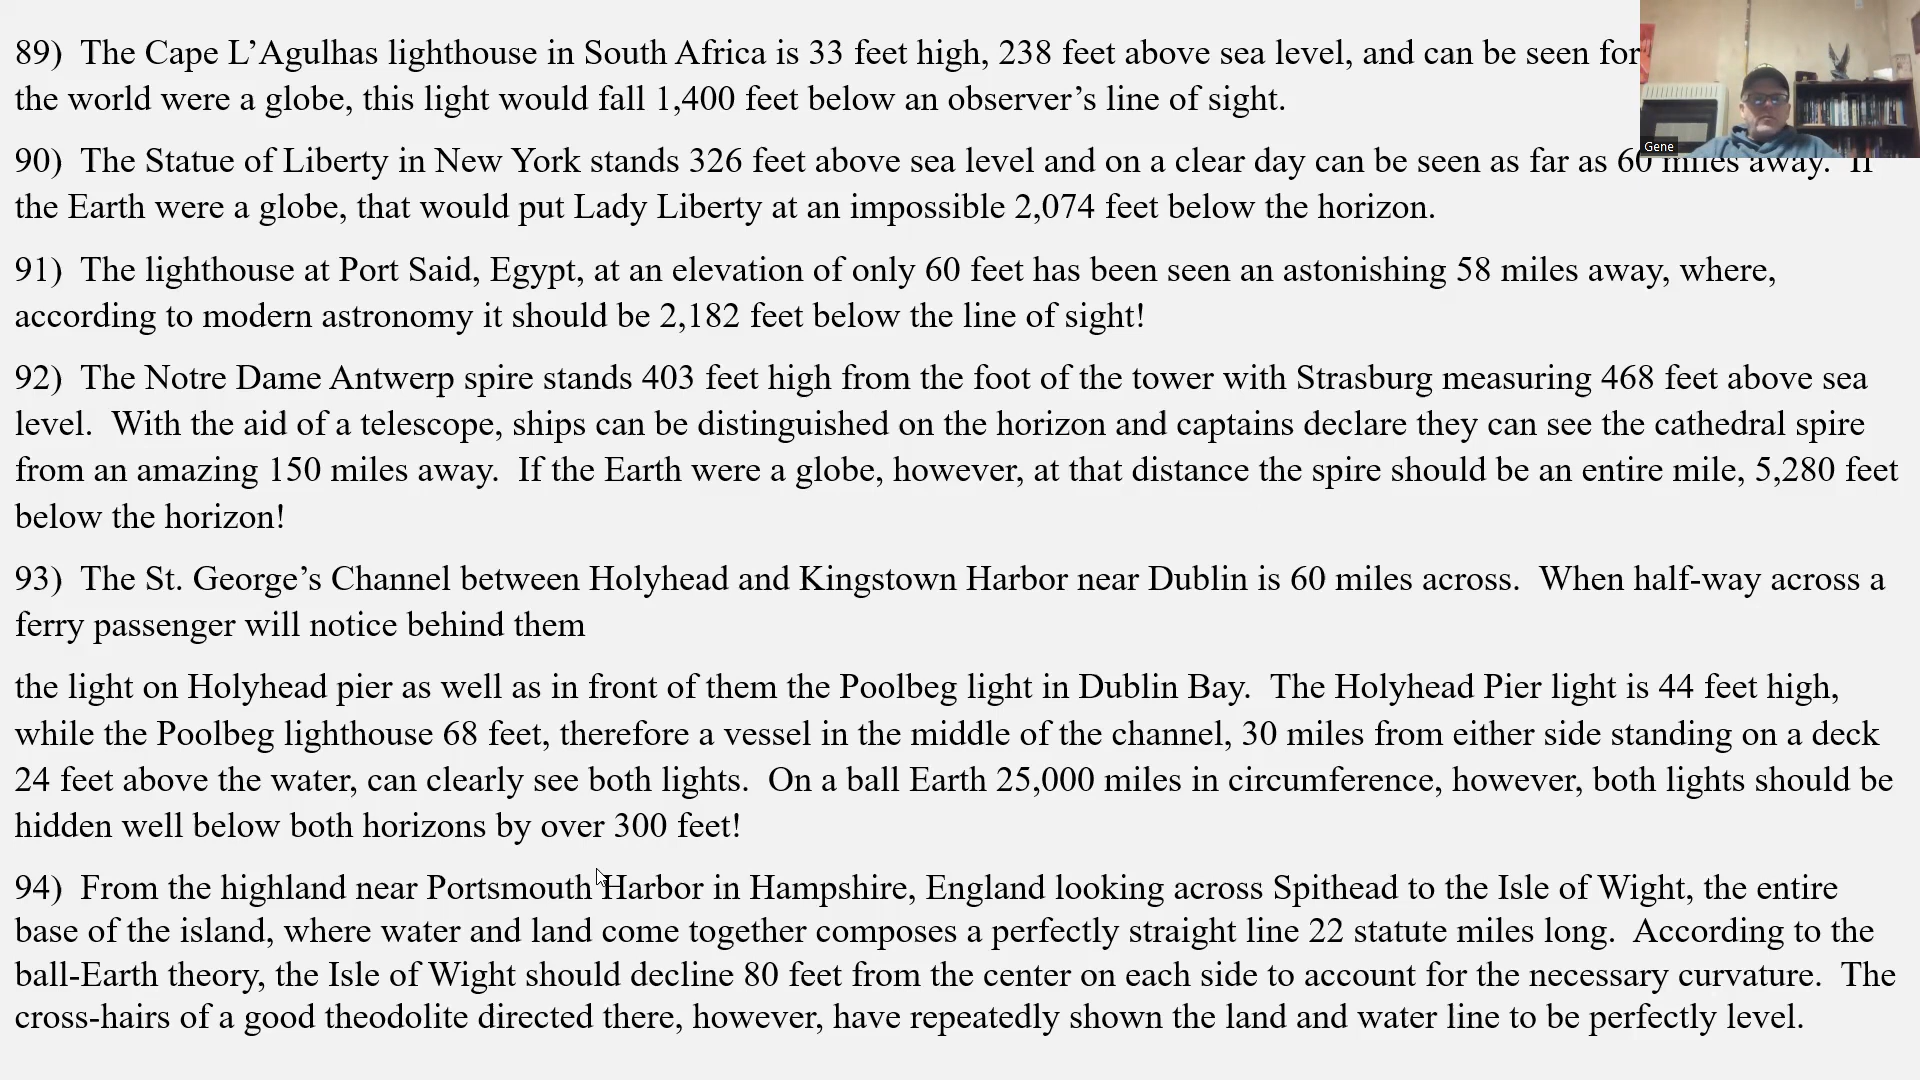 89)  The Cape L’Agulhas lighthouse in South Africa is 33 feet high, 238 feet above sea level, and can be seen for
the world were a globe, this light would fall 1,400 feet below an observer’s line of sight.
Gene
90)  The Statue of Liberty in New York stands 326 feet above sea level and on a clear day can be seen as far as 60 miles away.  If
the Earth were a globe, that would put Lady Liberty at an impossible 2,074 feet below the horizon.
91)  The lighthouse at Port Said, Egypt, at an elevation of only 60 feet has been seen an astonishing 58 miles away, where,
according to modern astronomy it should be 2,182 feet below the line of sight!
92)  The Notre Dame Antwerp spire stands 403 feet high from the foot of the tower with Strasburg measuring 468 feet above sea
level.  With the aid of a telescope, ships can be distinguished on the horizon and captains declare they can see the cathedral spire
from an amazing 150 miles away.  If the Earth were a globe, however, at that distance the spire should be an entire mile, 5,280 feet
below the horizon!
93)  The St. George’s Channel between Holyhead and Kingstown Harbor near Dublin is 60 miles across.  When half-way across a
ferry passenger will notice behind them
the light on Holyhead pier as well as in front of them the Poolbeg light in Dublin Bay.  The Holyhead Pier light is 44 feet high,
while the Poolbeg lighthouse 68 feet, therefore a vessel in the middle of the channel, 30 miles from either side standing on a deck
24 feet above the water, can clearly see both lights.  On a ball Earth 25,000 miles in circumference, however, both lights should be
hidden well below both horizons by over 300 feet!
94)  From the highland near Portsmouth Harbor in Hampshire, England looking across Spithead to the Isle of Wight, the entire
base of the island, where water and land come together composes a perfectly straight line 22 statute miles long.  According to the
ball-Earth theory, the Isle of Wight should decline 80 feet from the center on each side to account for the necessary curvature.  The
cross-hairs of a good theodolite directed there, however, have repeatedly shown the land and water line to be perfectly level.